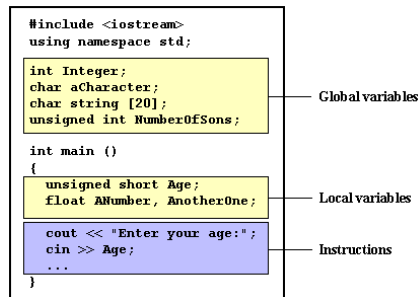 #include <iostream>
using namespace std;
int Integer;
char aCharacter;
char string [20];
unsigned int NumberOfSons;
Global variables
int main ()
{
unsigned short Age;
float ANumber, AnotherOne;
Local variables
cout << "Enter your age:";
cin >> Age;
...
Instructions
}